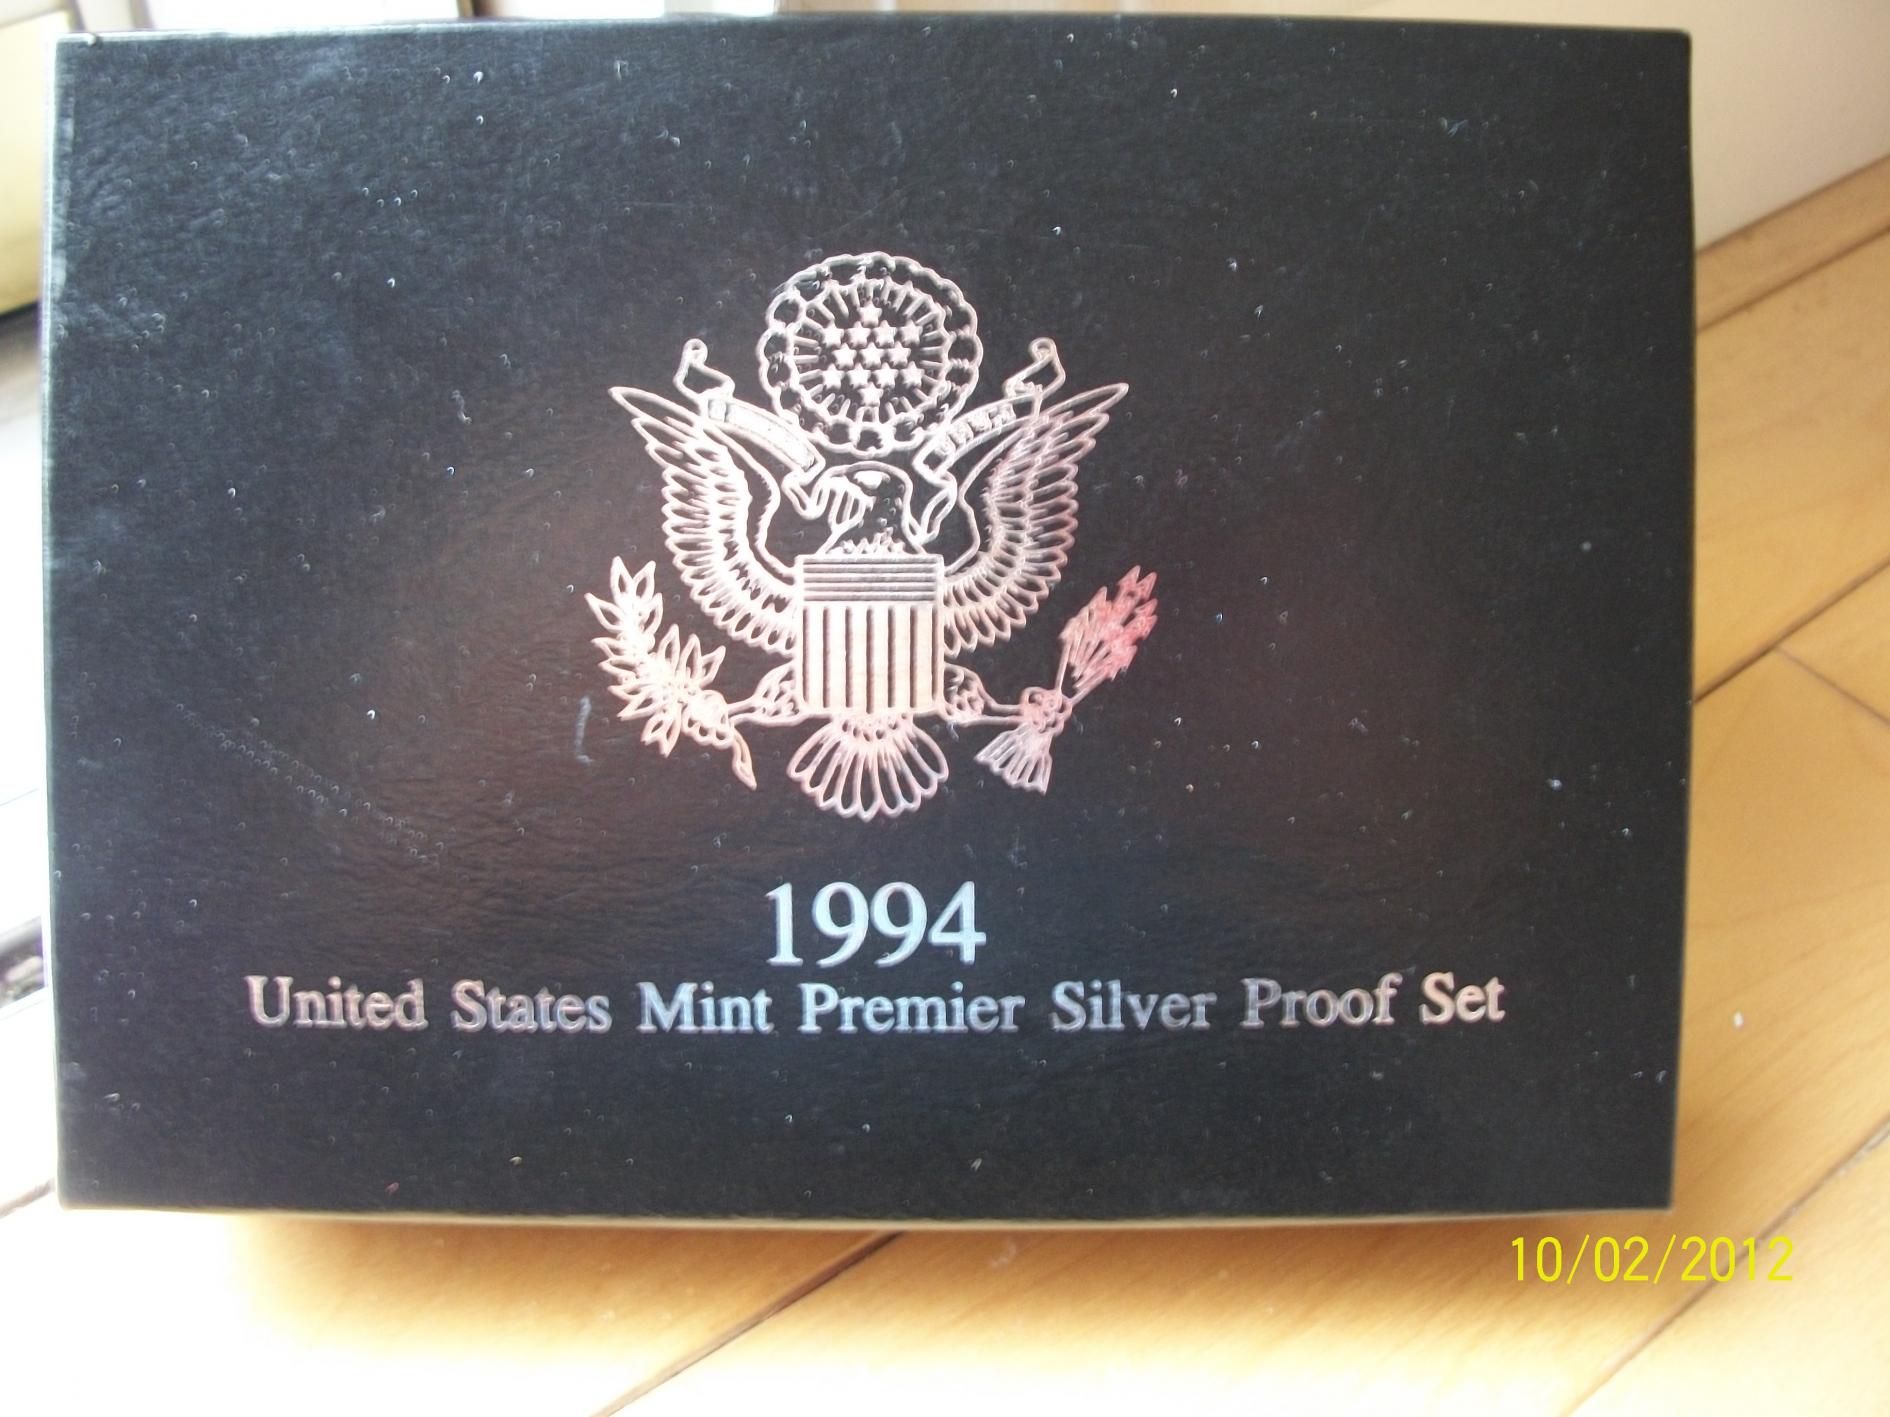 1994
United States Mint Premier Silver Proof Set
10/02/2012